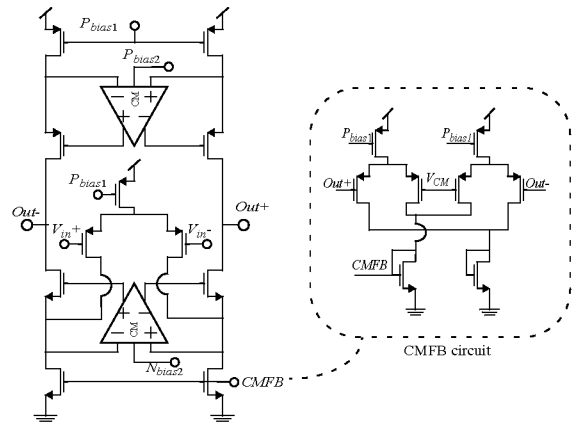 Pbias1
Pbias2
− +
CM
+ −
Pbias1
Out-
Vin+
Vin-
Out+
− +
CM
+ −
Nbias2
CMFB
Pbias1
Pbias1
Out+
VCM
Out-
CMFB
CMFB circuit